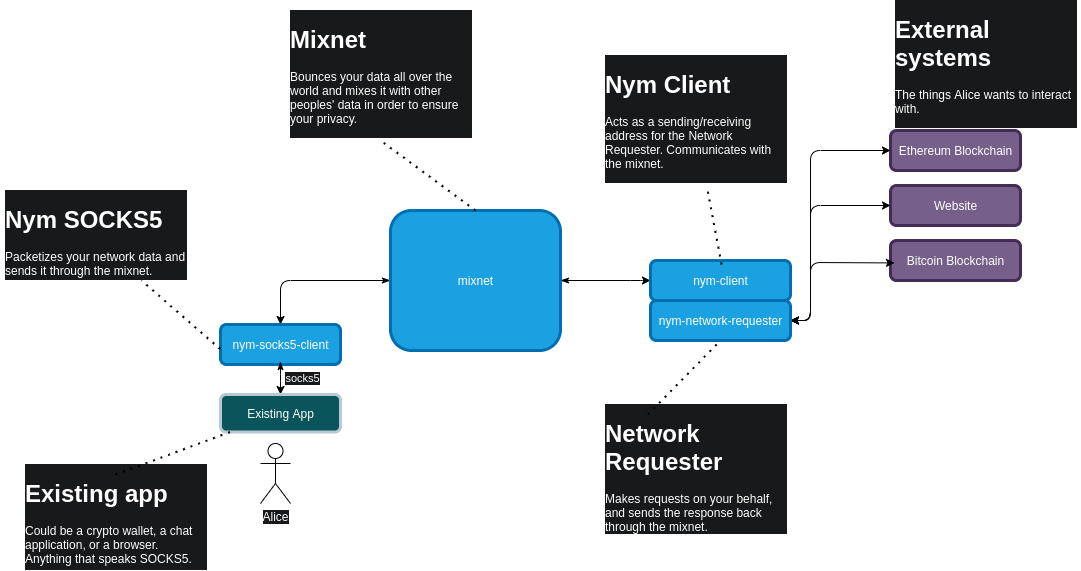 Mixnet
Bounces your data all over the
world and mixes it with other
peoples' data in order to ensure
your privacy.
Nym Client
Acts as a sending/receiving
address for the Network
Requester. Communicates with
the mixnet.
External
systems
The things Alice wants to interact
with.
Ethereum Blockchain
Website
Bitcoin Blockchain
Nym SOCKS5
Packetizes your network data and
sends it through the mixnet.
mixnet
nym-client
nym-network-requester
nym-socks5-client
socks5
Existing App
Alice
Existing app
Could be a crypto wallet, a chat
application, or a browser.
Anything that speaks SOCKS5.
Network
Requester
Makes requests on your behalf,
and sends the response back
through the mixnet.